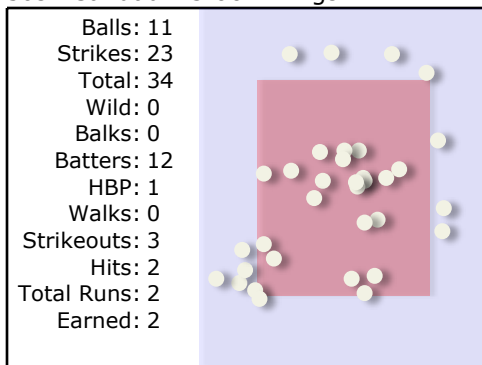 Balls: 11
Strikes: 23
Total: 34
Wild: 0
Balks: 0
Batters: 12
HBP: 1
Walks: 0
Strikeouts: 3
Hits: 2
Total Runs: 2
Earned: 2